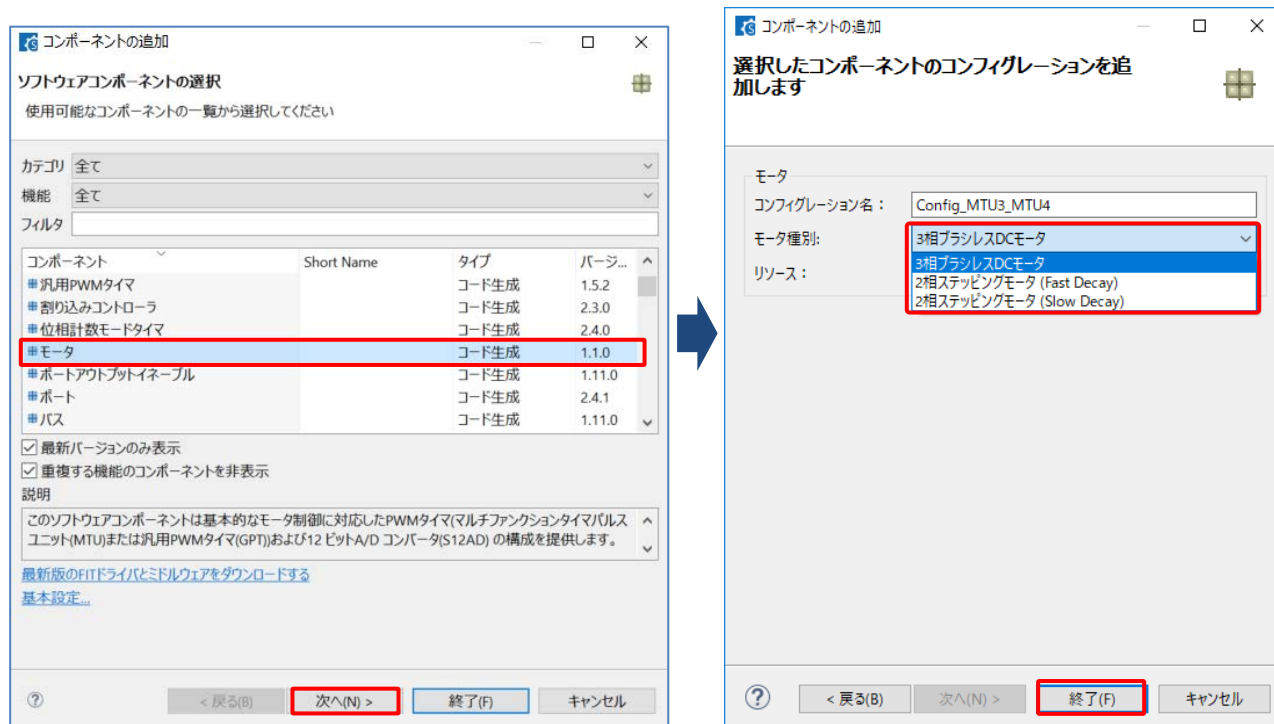 コンポーネントの追加
ソフトウェアコンポーネントの選択
使用可能なコンポーネントの一覧から選択してください
カテゴリ 全て
機能 全て
フィルタ
コンポーネント Short Name タイプ バージ...
汎用PWMタイマ コード生成 1.5.2
割り込みコントローラ コード生成 2.3.0
位相計数モードタイマ コード生成 2.4.0
モータ コード生成 1.1.0
ポートアウトプットイネーブル コード生成 1.11.0
ポート コード生成 2.4.1
バス コード生成 1.11.0
最新バージョンのみ表示
重複する機能のコンポーネントを非表示
説明
このソフトウェアコンポーネントは基本的なモータ制御に対応したPWMタイマ(マルチファンクションタイマパルス
ユニット(MTU)または汎用PWMタイマ(GPT))および12 ビットA/D コンバータ(S12AD) の構成を提供します。
最新版のFITドライバとミドルウェアをダウンロードする
基本設定...
< 戻る(B) 次へ(N) > 終了(F) キャンセル
コンポーネントの追加
選択したコンポーネントのコンフィグレーションを追
加します
モータ
コンフィグレーション名： Config_MTU3_MTU4
モータ種別: 3相ブラシレスDCモータ
リソース：
3相ブラシレスDCモータ
2相ステッピングモータ (Fast Decay)
2相ステッピングモータ (Slow Decay)
< 戻る(B) 次へ(N) > 終了(F) キャンセル